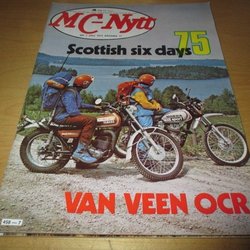 MC-Nytt
Scottish six days 75
VAN VEEN OCR